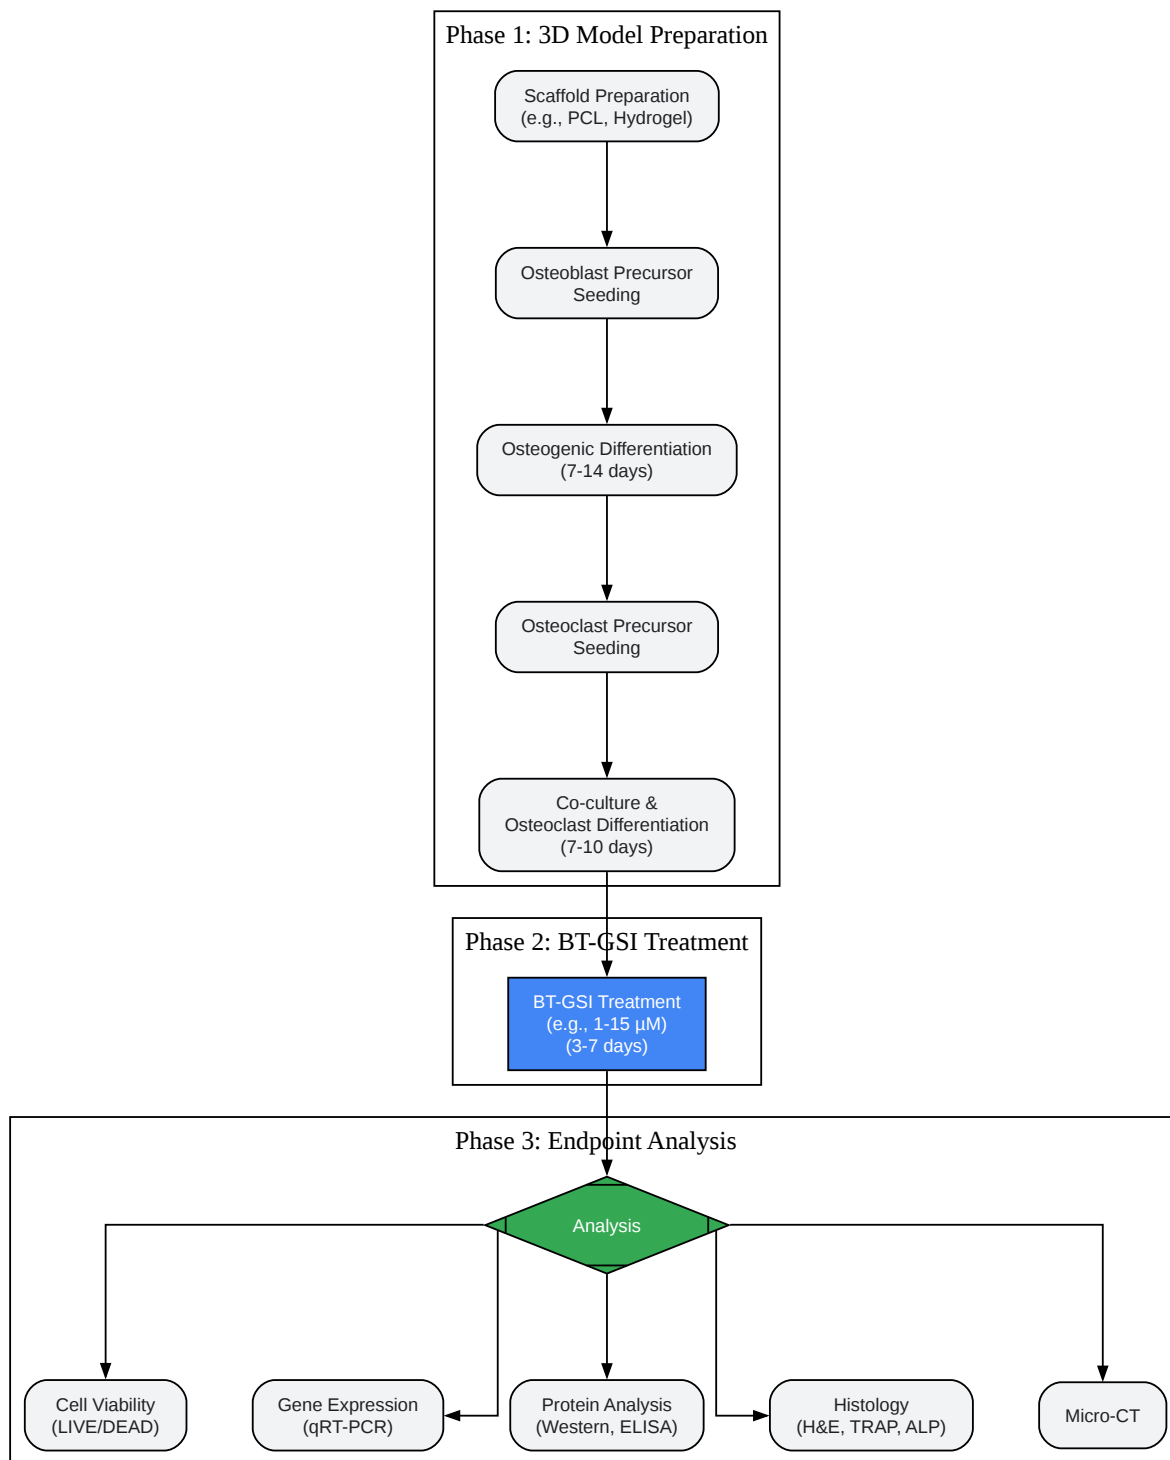 Phase 1: 3D Model Preparation
Scaffold Preparation
(e.g., PCL, Hydrogel)
Osteoblast Precursor
Seeding
Osteogenic Differentiation
(7-14 days)
Osteoclast Precursor
Seeding
Co-culture &
Osteoclast Differentiation
(7-10 days)
Phase 2: BT-GSI Treatment
BT-GSI Treatment
(e.g., 1-15 µM)
(3-7 days)
Phase 3: Endpoint Analysis
Analysis
Cell Viability
(LIVE/DEAD)
Gene Expression
(qRT-PCR)
Protein Analysis
(Western, ELISA)
Histology
(H&E, TRAP, ALP)
Micro-CT